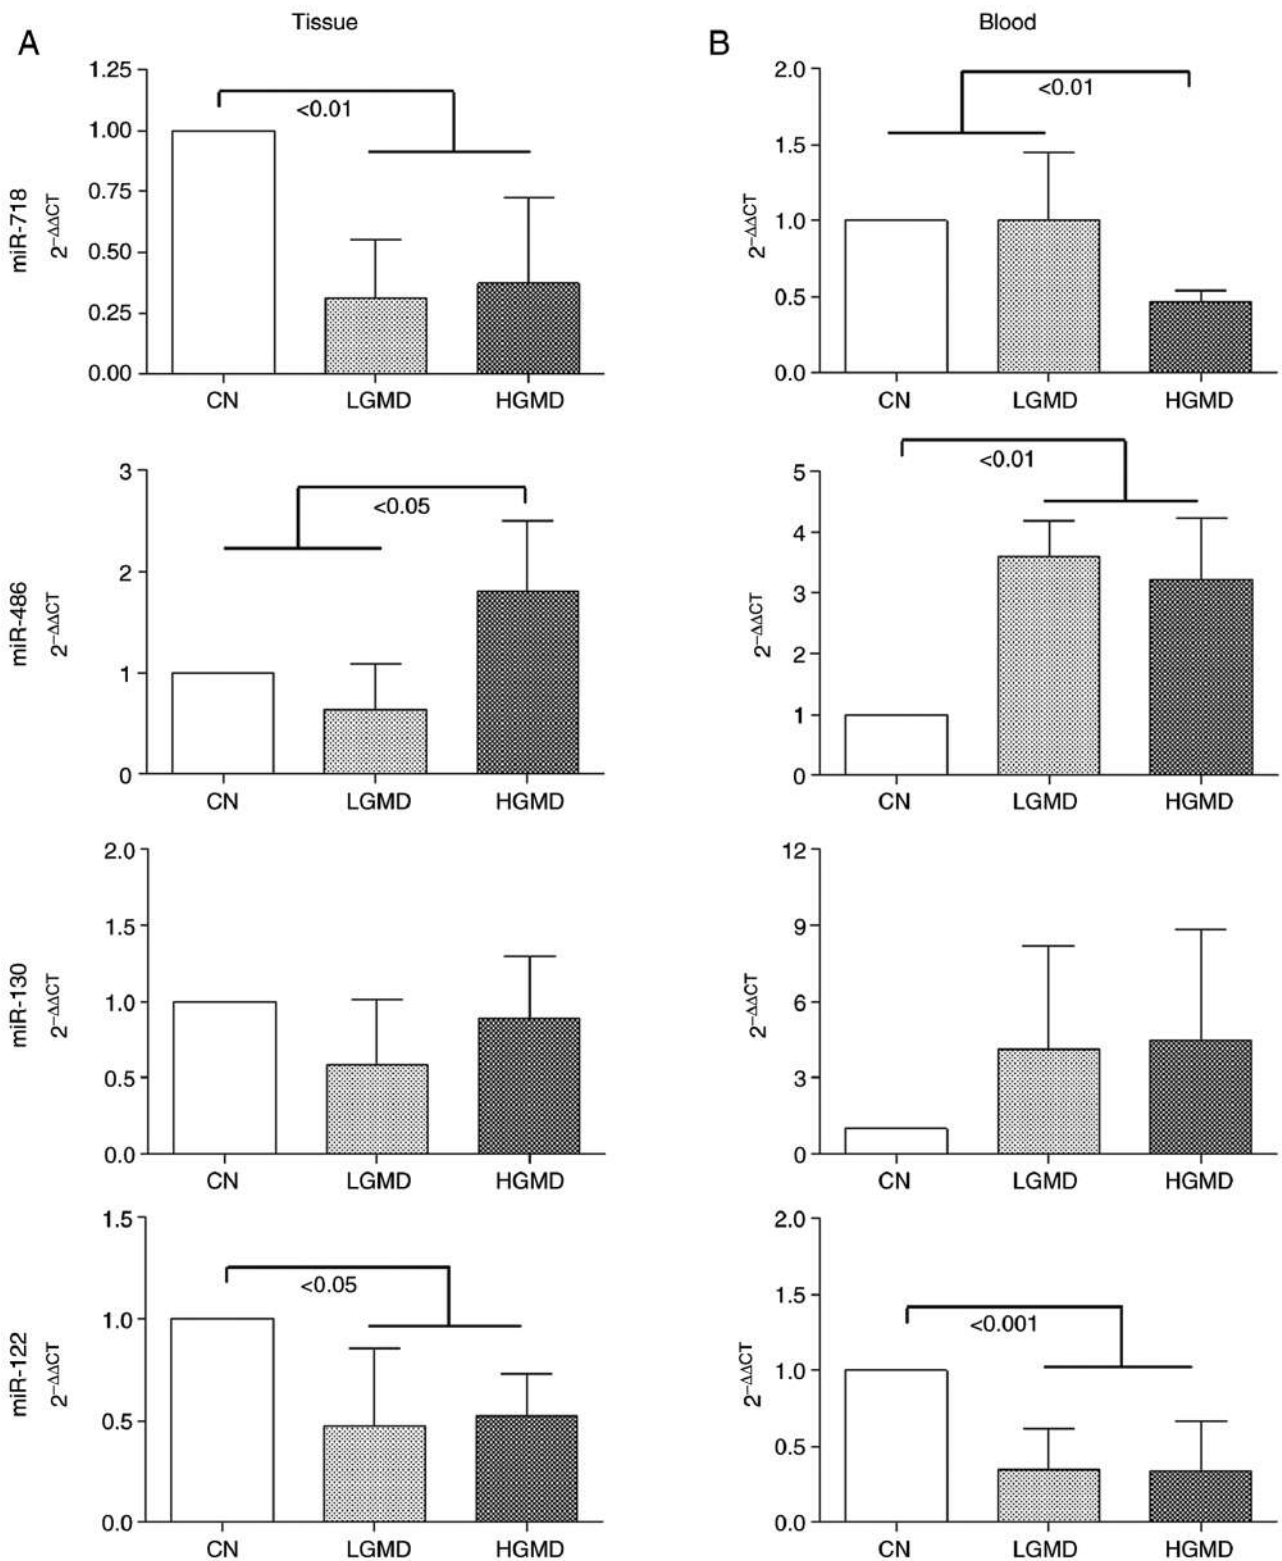 A
Tissue
miR-718
2−ΔΔCT
1.25
1.00
0.75
0.50
0.25
0.00
<0.01
CN LGMD HGMD
miR-486
2−ΔΔCT
3
2
1
0
<0.05
CN LGMD HGMD
miR-130
2−ΔΔCT
2.0
1.5
1.0
0.5
0.0
CN LGMD HGMD
miR-122
2−ΔΔCT
1.5
1.0
0.5
0.0
<0.05
CN LGMD HGMD
B
Blood
2−ΔΔCT
2.0
1.5
1.0
0.5
0.0
<0.01
CN LGMD HGMD
2−ΔΔCT
5
4
3
2
1
0
<0.01
CN LGMD HGMD
2−ΔΔCT
12
9
6
3
0
CN LGMD HGMD
2−ΔΔCT
2.0
1.5
1.0
0.5
0.0
<0.001
CN LGMD HGMD